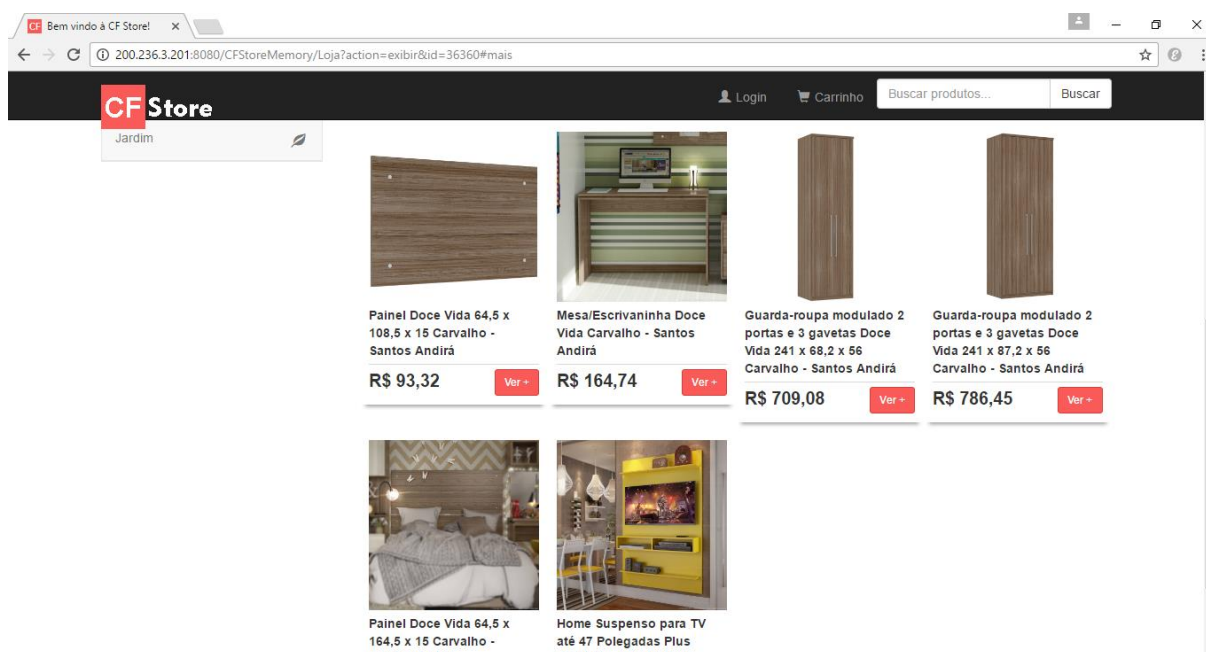 CF Bem vindo à CF Store!
200.236.3.201:8080/CFStoreMemory/Loja?action=exibir&id=36360#mais
CF Store
Login
Carrinho
Buscar produtos...
Buscar
Jardim
Painel Doce Vida 64,5 x
108,5 x 15 Carvalho -
Santos Andirá
R$ 93,32
Ver +
Mesa/Escrivaninha Doce
Vida Carvalho - Santos
Andirá
R$ 164,74
Ver +
Guarda-roupa modulado 2
portas e 3 gavetas Doce
Vida 241 x 68,2 x 56
Carvalho - Santos Andirá
R$ 709,08
Ver +
Guarda-roupa modulado 2
portas e 3 gavetas Doce
Vida 241 x 87,2 x 56
Carvalho - Santos Andirá
R$ 786,45
Ver +
Painel Doce Vida 64,5 x
164,5 x 15 Carvalho -
Home Suspenso para TV
até 47 Polegadas Plus